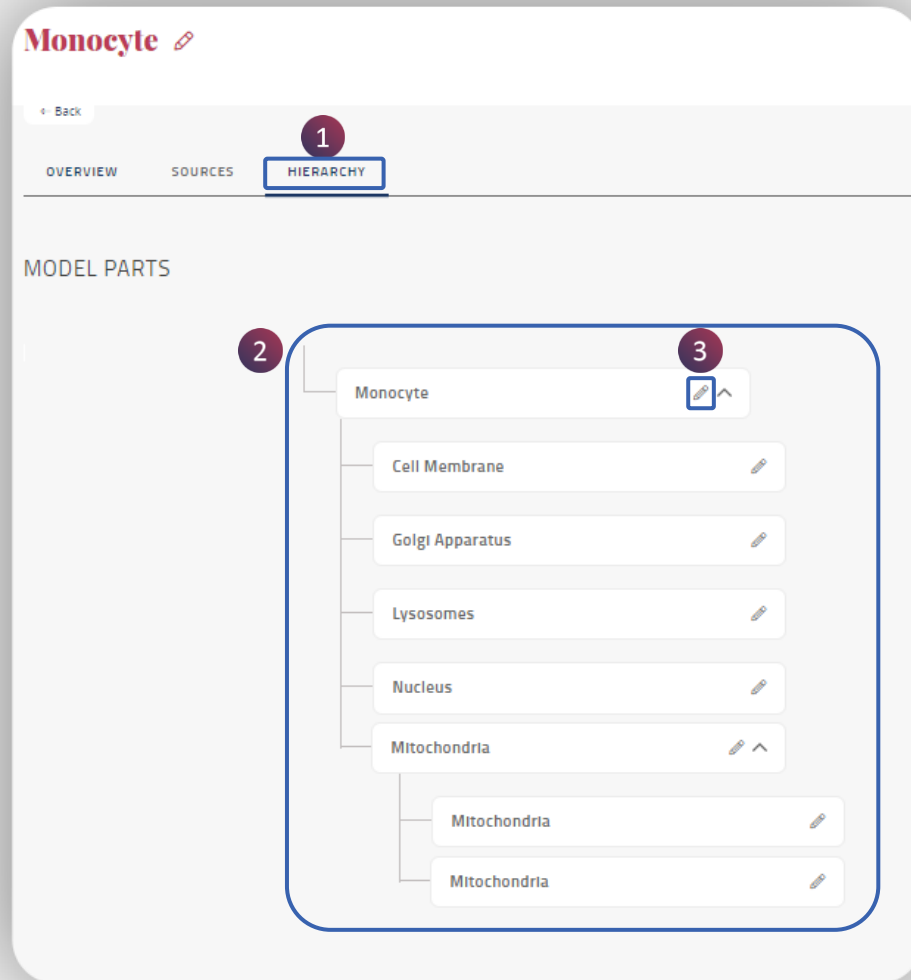 Monocyte
← Back
1
OVERVIEW SOURCES HIERARCHY
MODEL PARTS
2
3
Monocyte
Cell Membrane
Golgi Apparatus
Lysosomes
Nucleus
Mitochondria
Mitochondria
Mitochondria